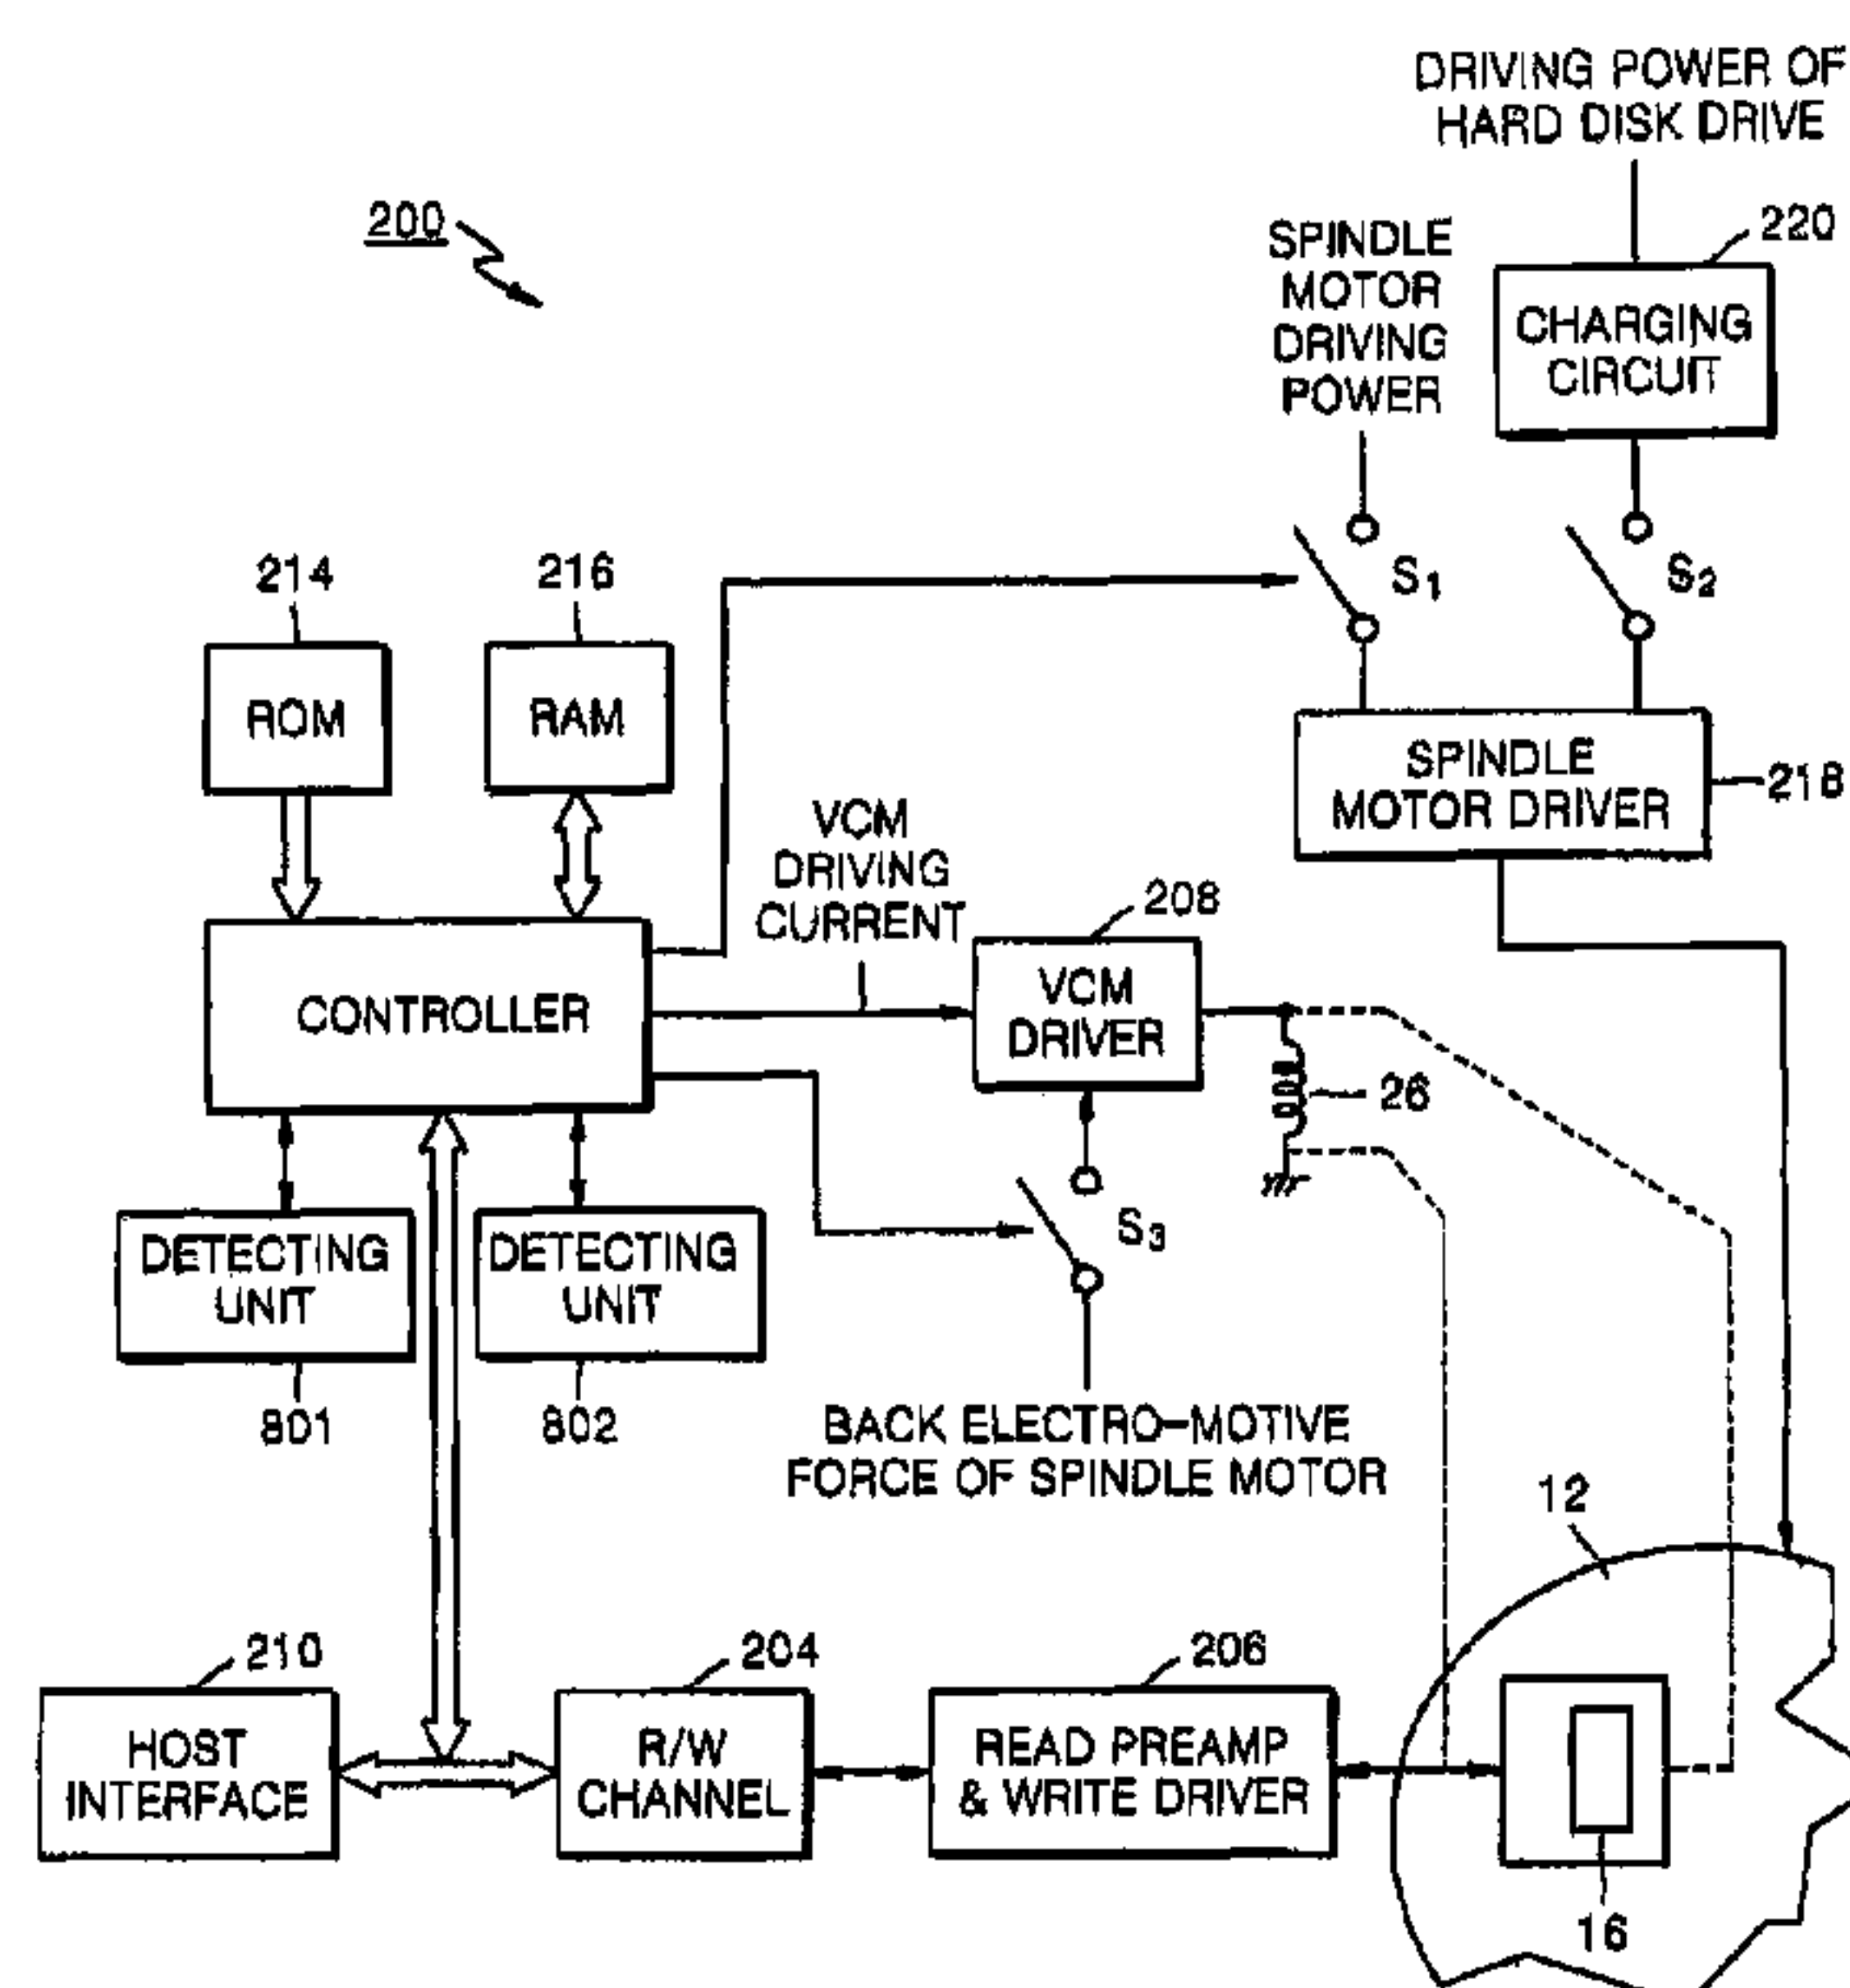 DRIVING POWER OF
HARD DISK DRIVE
200
SPINDLE
MOTOR
DRIVING
POWER
220
CHARGING
CIRCUIT
214
216
S1
S2
ROM
RAM
SPINDLE
MOTOR DRIVER
218
VCM
DRIVING
CURRENT
208
CONTROLLER
VCM
DRIVER
26
DETECTING
UNIT
DETECTING
UNIT
S3
801
802
BACK ELECTRO-MOTIVE
FORCE OF SPINDLE MOTOR
12
210
204
206
HOST
INTERFACE
R/W
CHANNEL
READ PREAMP
& WRITE DRIVER
16